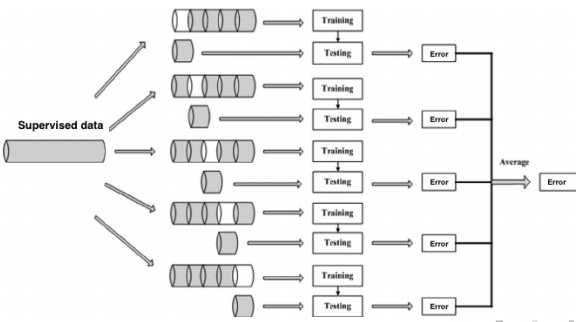 Training
Testing
Error
Training
Testing
Error
Supervised data
Training
Testing
Error
Average
Error
Training
Testing
Error
Training
Testing
Error